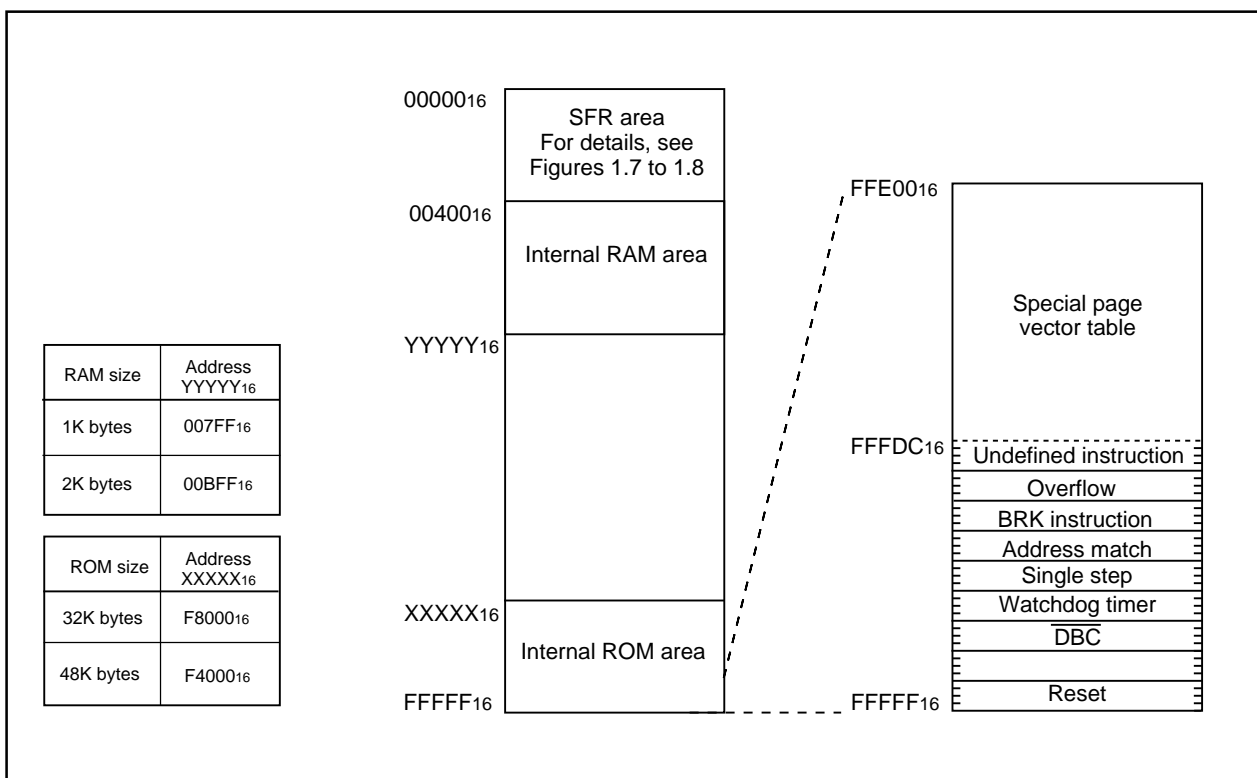 RAM size
Address
YYYYY16
1K bytes
007FF16
2K bytes
00BFF16
ROM size
Address
XXXXX16
32K bytes
F800016
48K bytes
F400016
0000016
SFR area
For details, see
Figures 1.7 to 1.8
0040016
Internal RAM area
YYYYY16
XXXXX16
Internal ROM area
FFFFF16
FFE0016
Special page
vector table
FFFDC16
Undefined instruction
Overflow
BRK instruction
Address match
Single step
Watchdog timer
DBC
Reset
FFFFF16